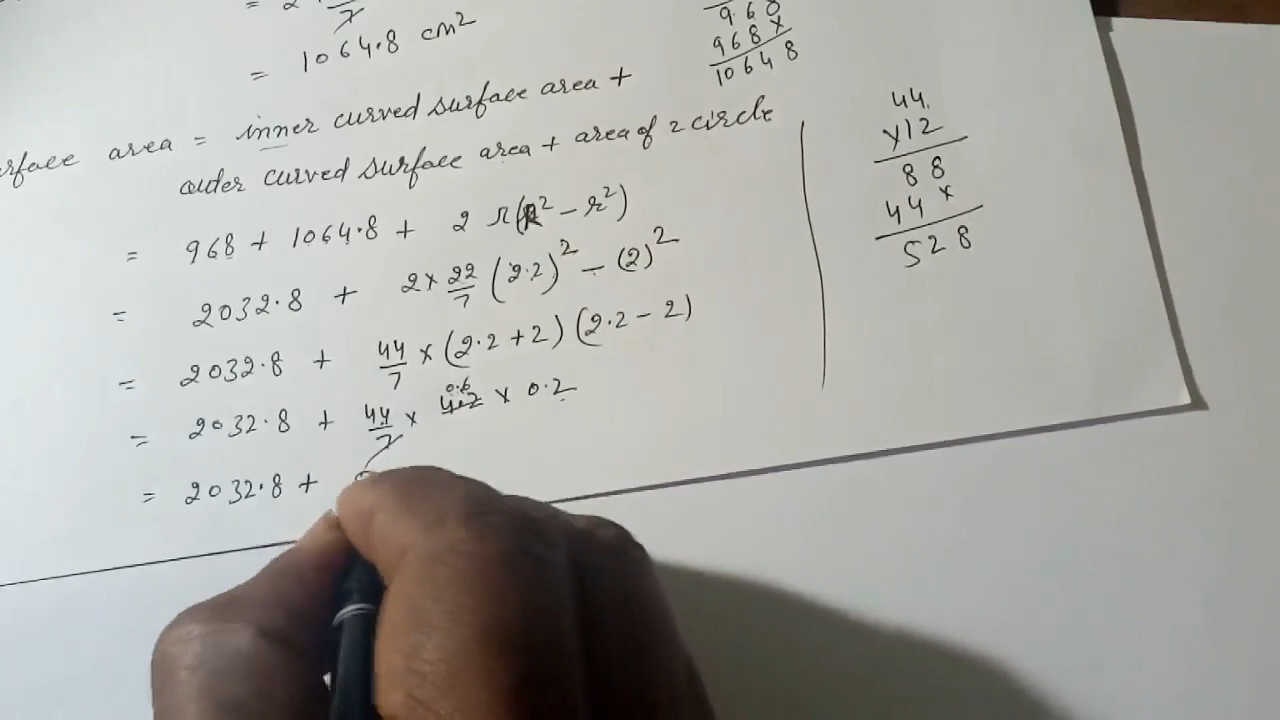 = 2
7
= 1064.8 cm²
960
968×
10648
rface area = inner curved surface area +
outer curved surface area + area of 2 circle
= 968 + 1064.8 + 2 π(R² – r²)
= 2032.8 + 2 × 22/7 (2.2)² – (2)²
= 2032.8 + 44/7 × (2.2 + 2) (2.2 – 2)
0.6
= 2032.8 + 44/7 × 4.2 × 0.2
= 2032.8 +
44
×12
88
44×
528